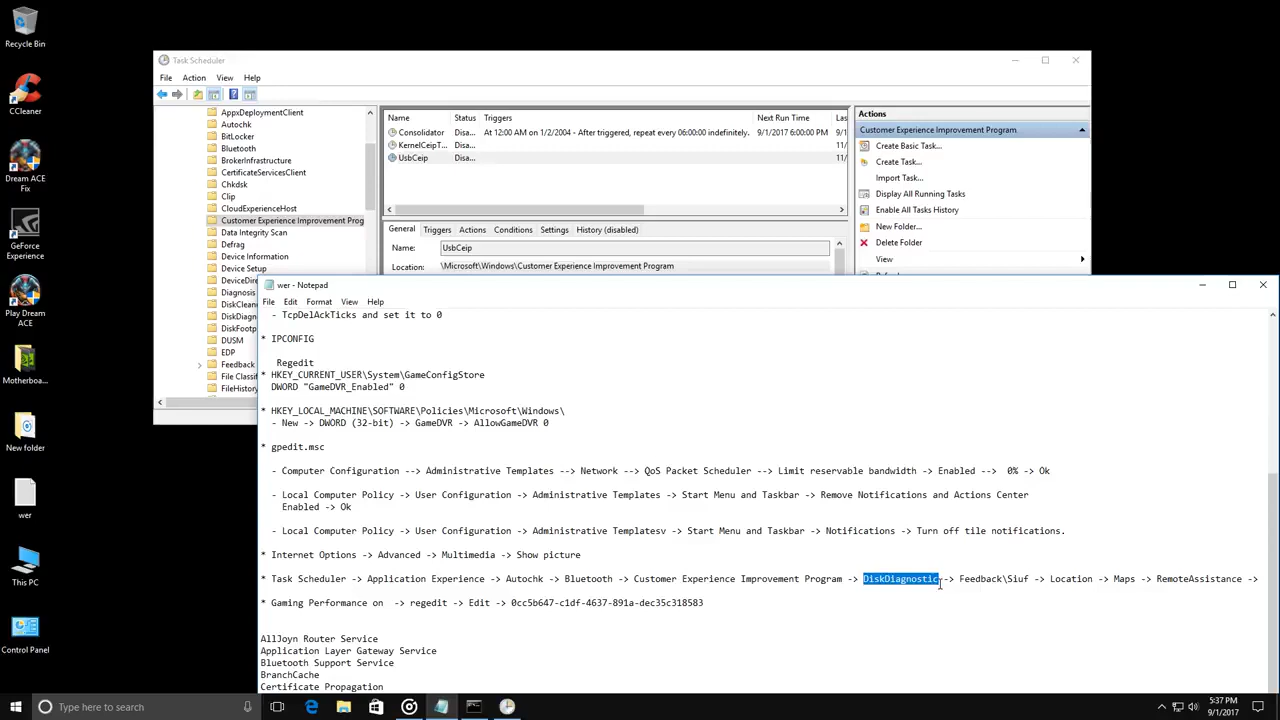 Recycle Bin
CCleaner
Dream ACE
Fix
GeForce
Experience
Play Dream
ACE
Motherboa...
New folder
wer
This PC
Control Panel
Task Scheduler
File Action View Help
AppxDeploymentClient
Autochk
BitLocker
Bluetooth
BrokerInfrastructure
CertificateServicesClient
Chkdsk
Clip
CloudExperienceHost
Customer Experience Improvement Prog
Data Integrity Scan
Defrag
Device Information
Device Setup
DeviceDirec
Diagnosis
DiskCleanu
DiskDiagn
DiskFootp
DUSM
EDP
Feedback
File Classif
FileHistory
Name Status Triggers Next Run Time Las
Consolidator Disa... At 12:00 AM on 1/2/2004 - After triggered, repeat every 06:00:00 indefinitely. 9/1/2017 6:00:00 PM 9/1
KernelCeipT... Disa... 11/
UsbCeip Disa... 11/
General Triggers Actions Conditions Settings History (disabled)
Name: UsbCeip
Location: \Microsoft\Windows\Customer Experience Improvement Program
Actions
Customer Experience Improvement Program
Create Basic Task...
Create Task...
Import Task...
Display All Running Tasks
Enable All Tasks History
New Folder...
Delete Folder
View
wer - Notepad
File Edit Format View Help
- TcpDelAckTicks and set it to 0
* IPCONFIG
Regedit
* HKEY_CURRENT_USER\System\GameConfigStore
DWORD "GameDVR_Enabled" 0
* HKEY_LOCAL_MACHINE\SOFTWARE\Policies\Microsoft\Windows\
- New -> DWORD (32-bit) -> GameDVR -> AllowGameDVR 0
* gpedit.msc
- Computer Configuration --> Administrative Templates --> Network --> QoS Packet Scheduler --> Limit reservable bandwidth -> Enabled --> 0% -> Ok
- Local Computer Policy -> User Configuration -> Administrative Templates -> Start Menu and Taskbar -> Remove Notifications and Actions Center
Enabled -> Ok
- Local Computer Policy -> User Configuration -> Administrative Templatesv -> Start Menu and Taskbar -> Notifications -> Turn off tile notifications.
* Internet Options -> Advanced -> Multimedia -> Show picture
* Task Scheduler -> Application Experience -> Autochk -> Bluetooth -> Customer Experience Improvement Program -> DiskDiagnostic --> Feedback\Siuf -> Location -> Maps -> RemoteAssistance ->
* Gaming Performance on -> regedit -> Edit -> 0cc5b647-c1df-4637-891a-dec35c318583
AllJoyn Router Service
Application Layer Gateway Service
Bluetooth Support Service
BranchCache
Certificate Propagation
Type here to search
5:37 PM
9/1/2017